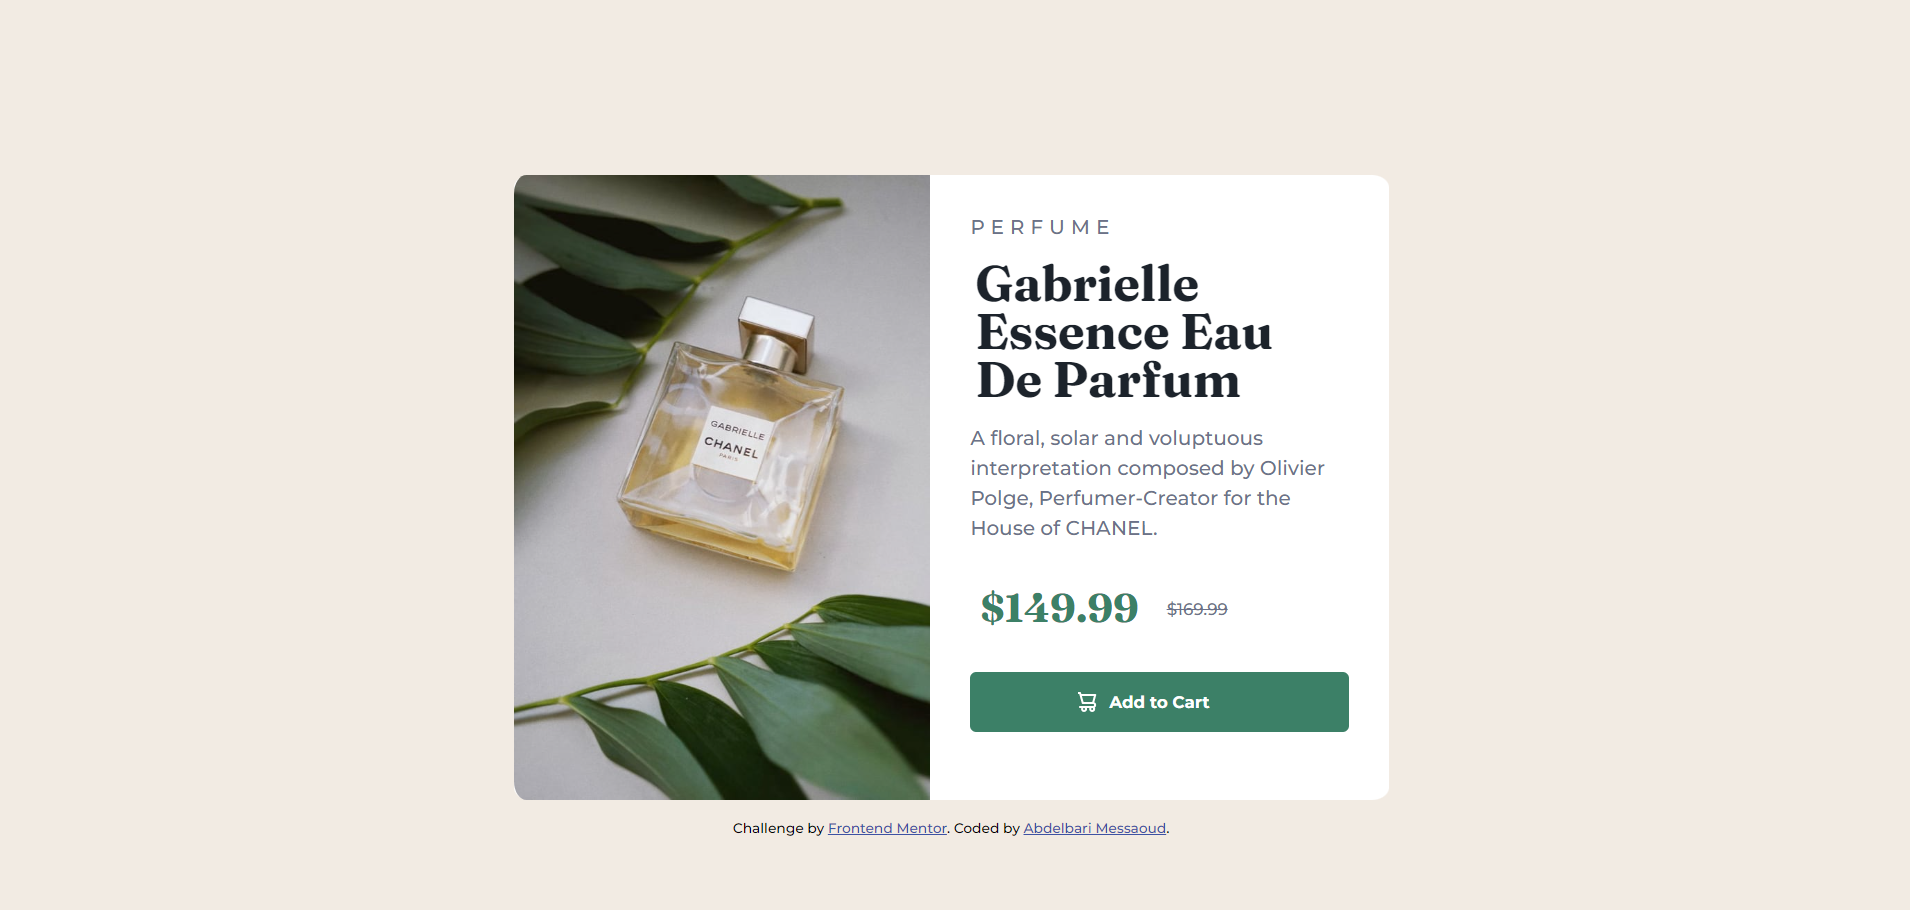 GABRIELLE
CHANEL
PARIS
PERFUME
Gabrielle
Essence Eau
De Parfum
A floral, solar and voluptuous
interpretation composed by Olivier
Polge, Perfumer-Creator for the
House of CHANEL.
$149.99 $169.99
Add to Cart
Challenge by Frontend Mentor. Coded by Abdelbari Messaoud.